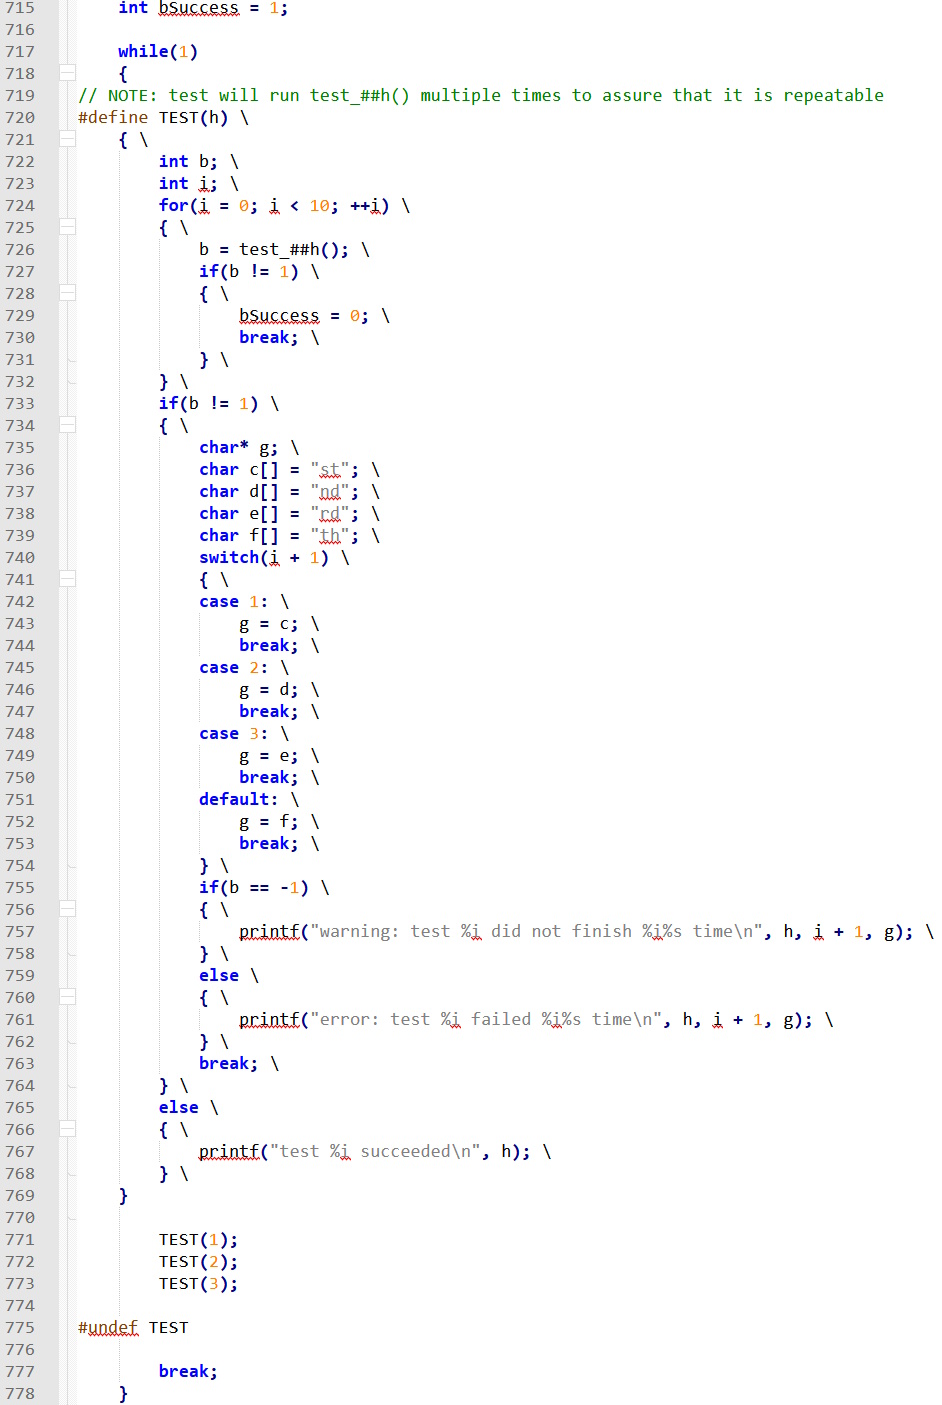 715     int bSuccess = 1;
716
717     while(1)
718     {
719 // NOTE: test will run test_##h() multiple times to assure that it is repeatable
720 #define TEST(h) \
721     { \
722         int b; \
723         int i; \
724         for(i = 0; i < 10; ++i) \
725         { \
726             b = test_##h(); \
727             if(b != 1) \
728             { \
729                 bSuccess = 0; \
730                 break; \
731             } \
732         } \
733         if(b != 1) \
734         { \
735             char* g; \
736             char c[] = "st"; \
737             char d[] = "nd"; \
738             char e[] = "rd"; \
739             char f[] = "th"; \
740             switch(i + 1) \
741             { \
742             case 1: \
743                 g = c; \
744                 break; \
745             case 2: \
746                 g = d; \
747                 break; \
748             case 3: \
749                 g = e; \
750                 break; \
751             default: \
752                 g = f; \
753                 break; \
754             } \
755             if(b == -1) \
756             { \
757                 printf("warning: test %i did not finish %i%s time\n", h, i + 1, g); \
758             } \
759             else \
760             { \
761                 printf("error: test %i failed %i%s time\n", h, i + 1, g); \
762             } \
763             break; \
764         } \
765         else \
766         { \
767             printf("test %i succeeded\n", h); \
768         } \
769     }
770
771         TEST(1);
772         TEST(2);
773         TEST(3);
774
775 #undef TEST
776
777         break;
778     }